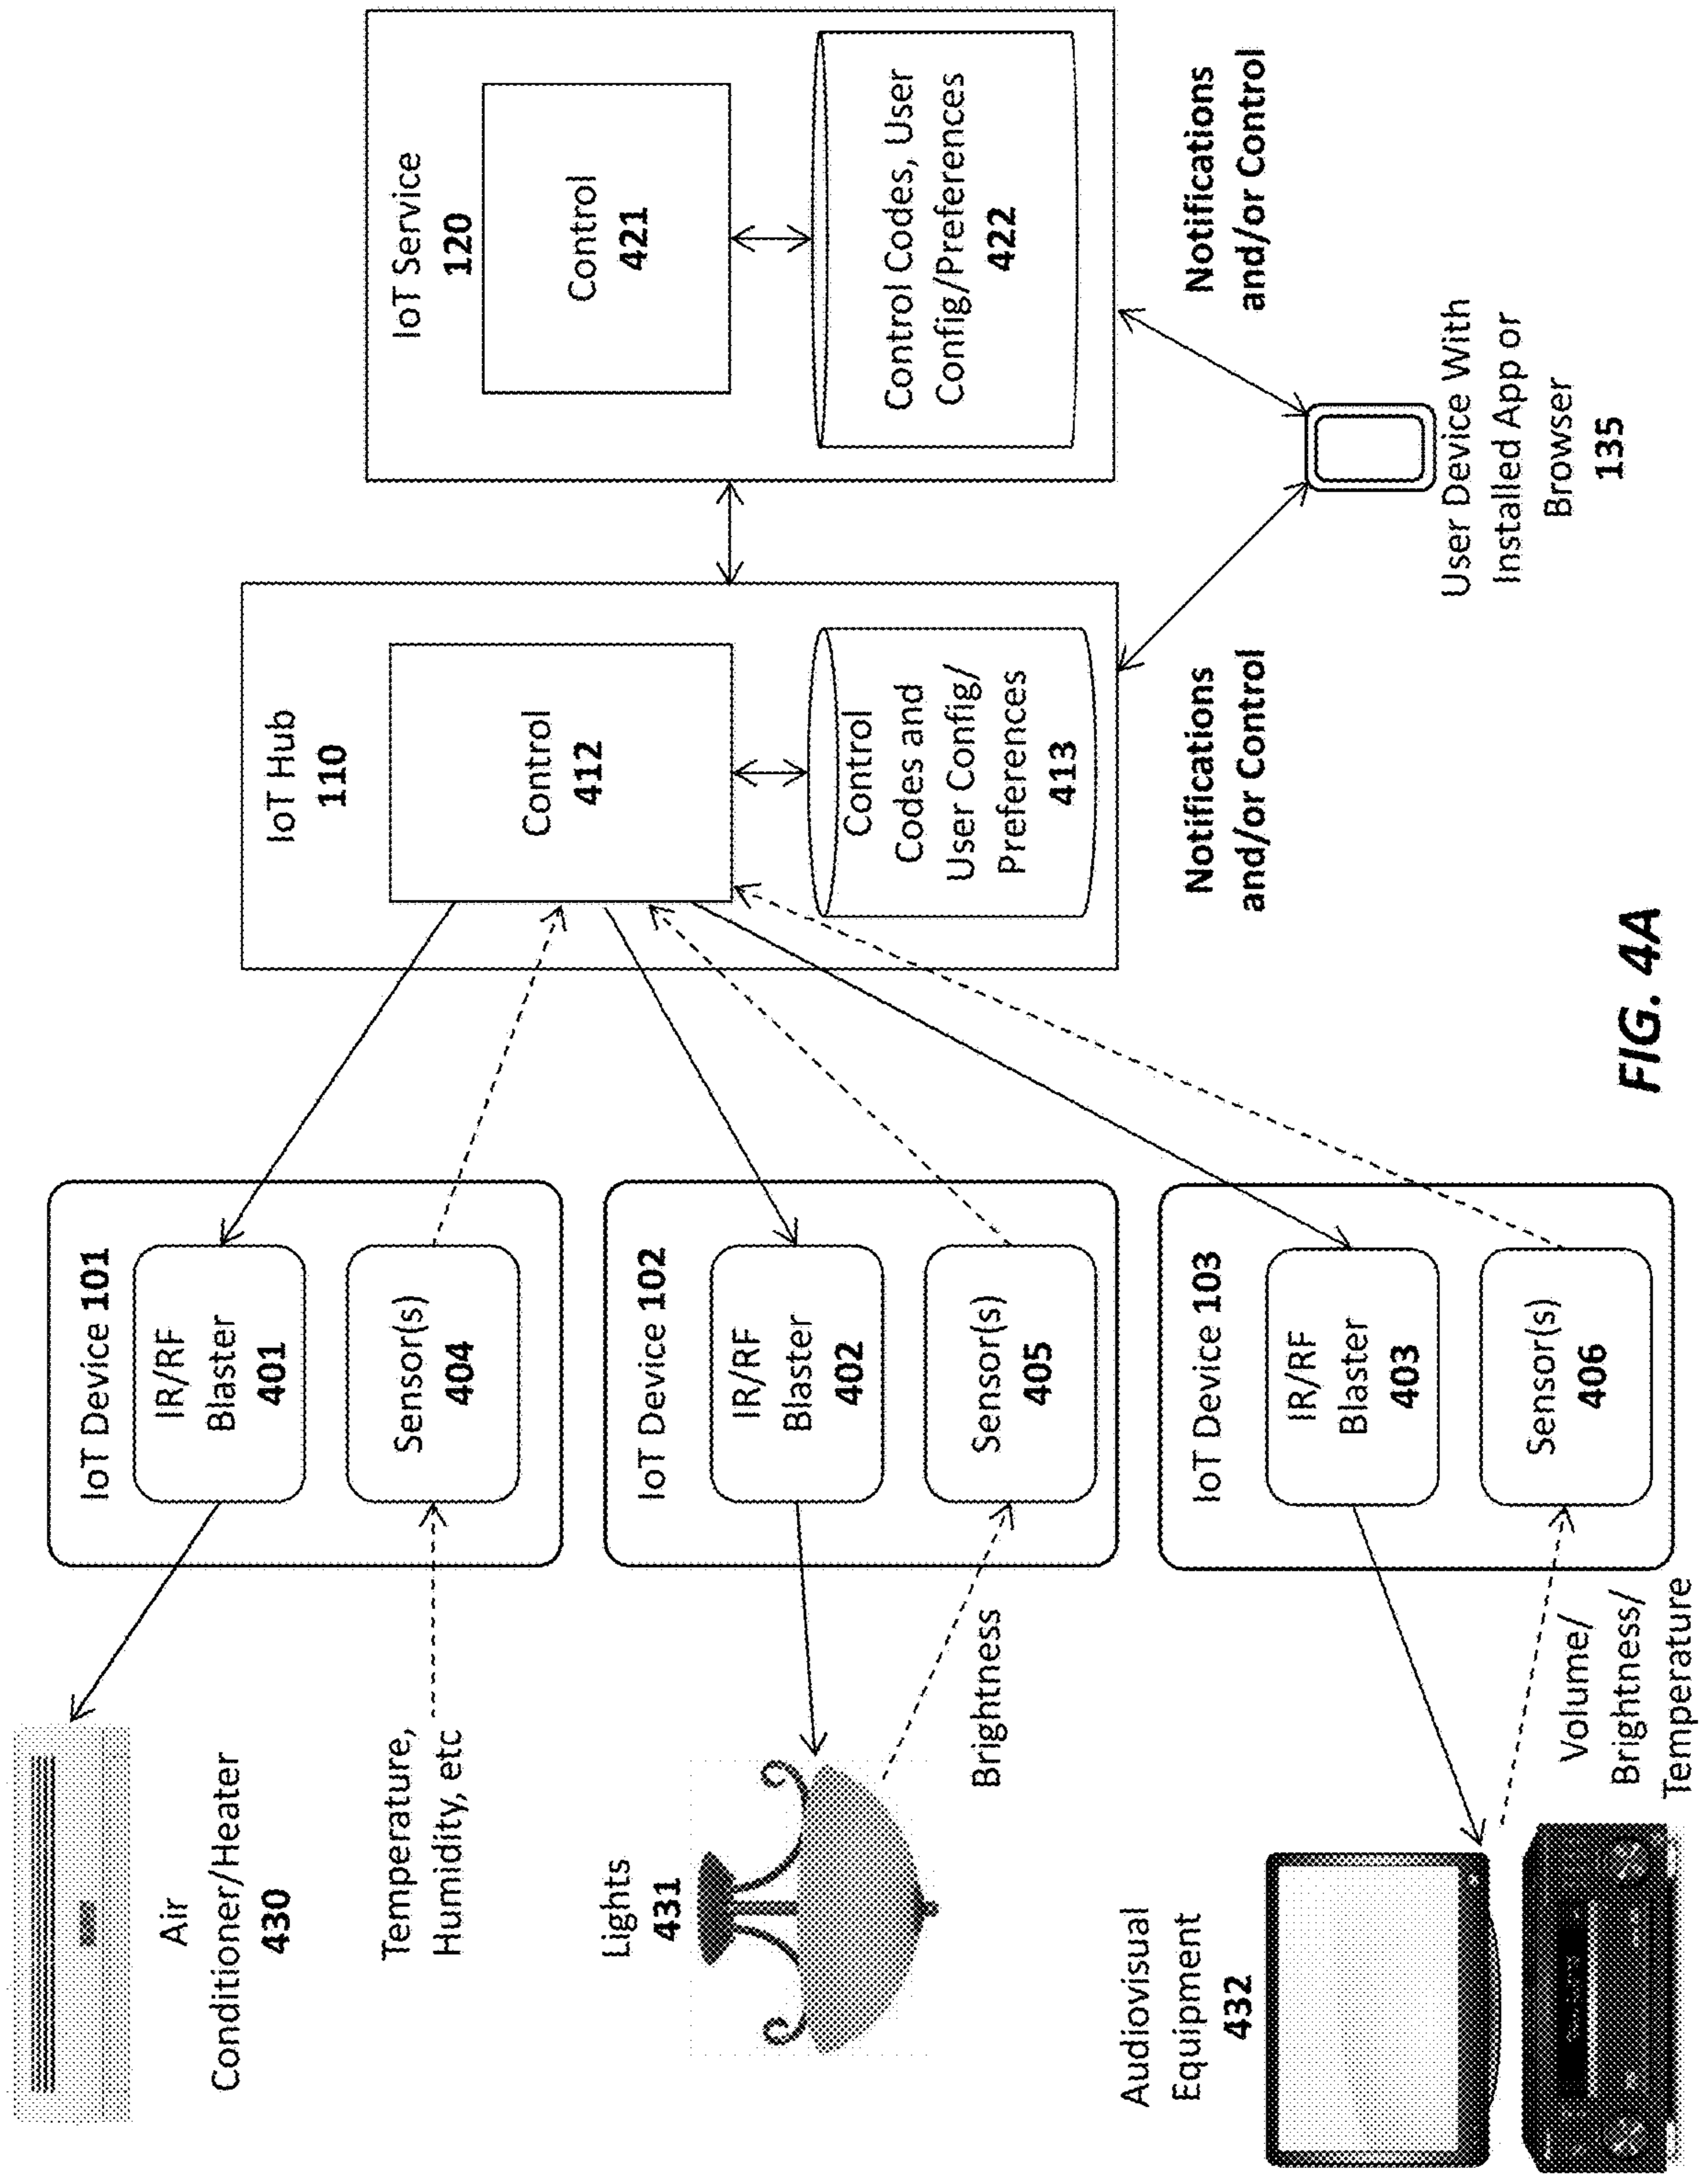 Air
Conditioner/Heater
430
Temperature,
Humidity, etc
Lights
431
Brightness
Audiovisual
Equipment
432
Volume/
Brightness/
Temperature
IoT Device 101
IR/RF
Blaster
401
Sensor(s)
404
IoT Device 102
IR/RF
Blaster
402
Sensor(s)
405
IoT Device 103
IR/RF
Blaster
403
Sensor(s)
406
IoT Hub
110
Control
412
Control
Codes and
User Config/
Preferences
413
Notifications
and/or Control
IoT Service
120
Control
421
Control Codes, User
Config/Preferences
422
Notifications
and/or Control
User Device With
Installed App or
Browser
135
FIG. 4A